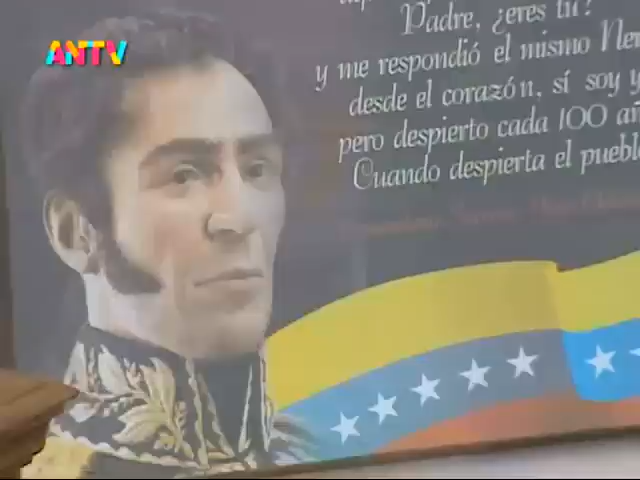 ANTV
Padre, ¿eres tú?
y me respondió el mismo
desde el corazón, sí soy
pero despierto cada 100
Cuando despierta el